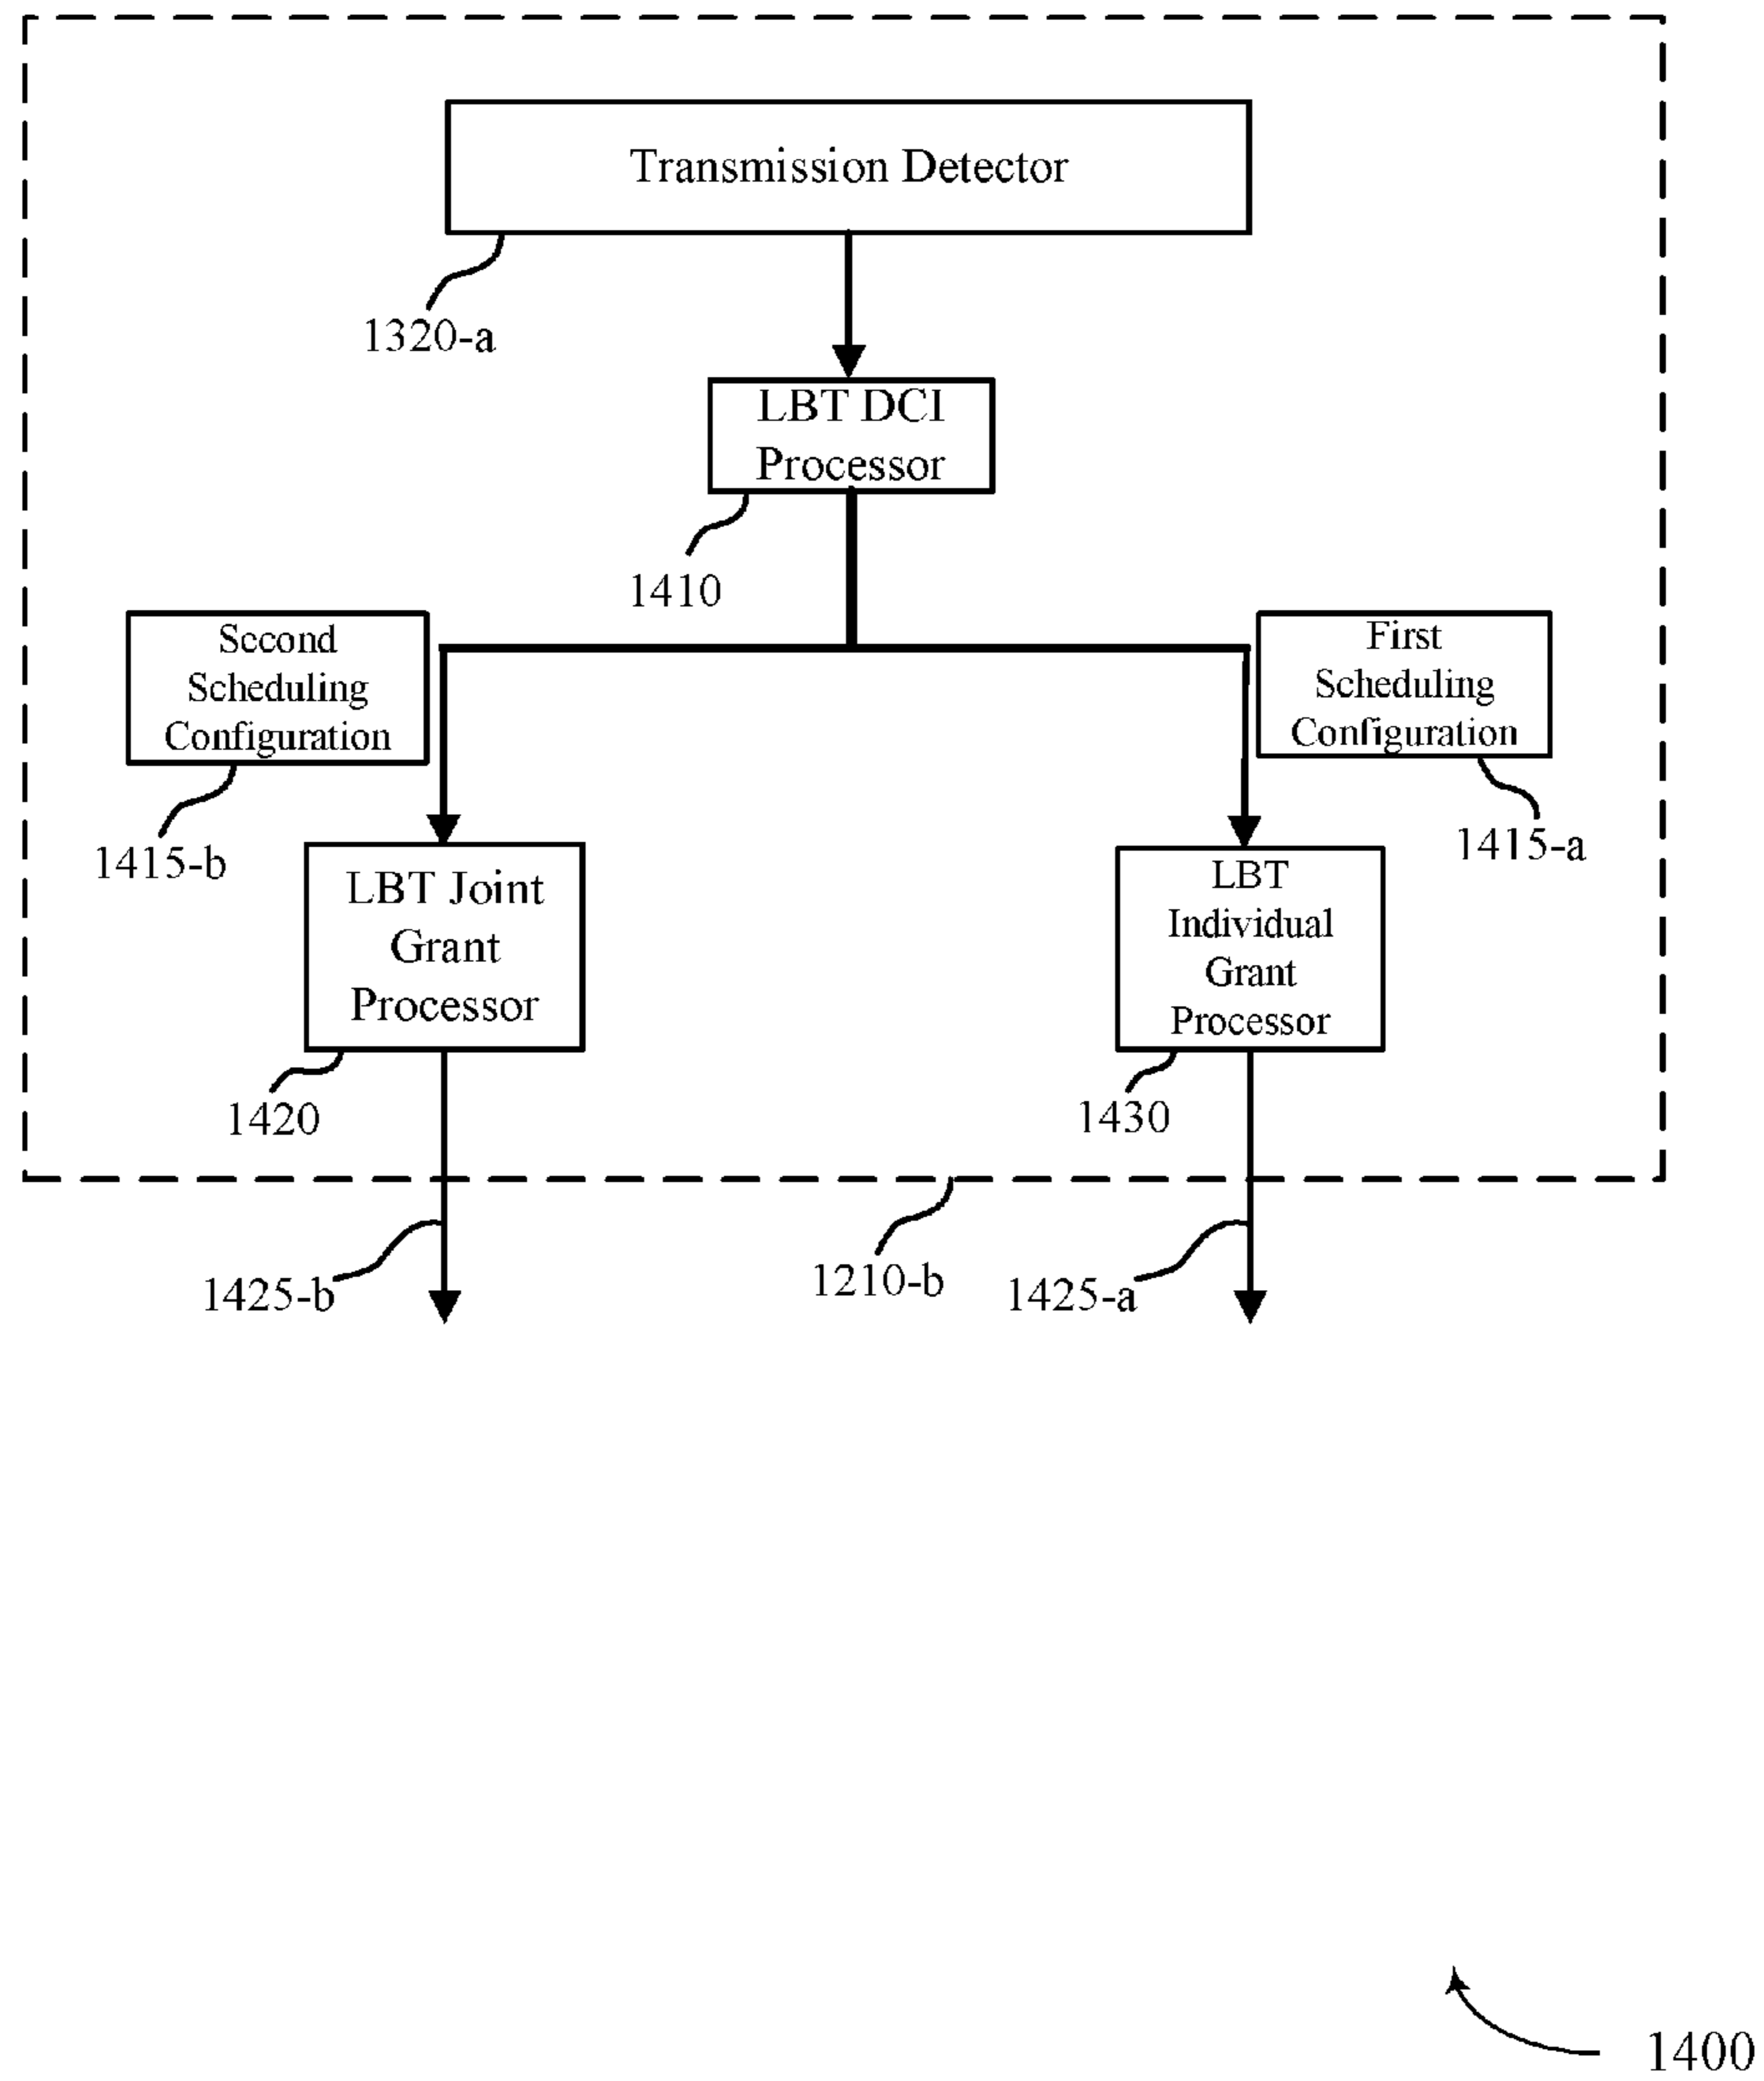 Transmission Detector
1320-a
LBT DCI
Processor
1410
Second
Scheduling
Configuration
1415-b
First
Scheduling
Configuration
1415-a
LBT Joint
Grant
Processor
1420
LBT
Individual
Grant
Processor
1430
1425-b
1210-b
1425-a
1400